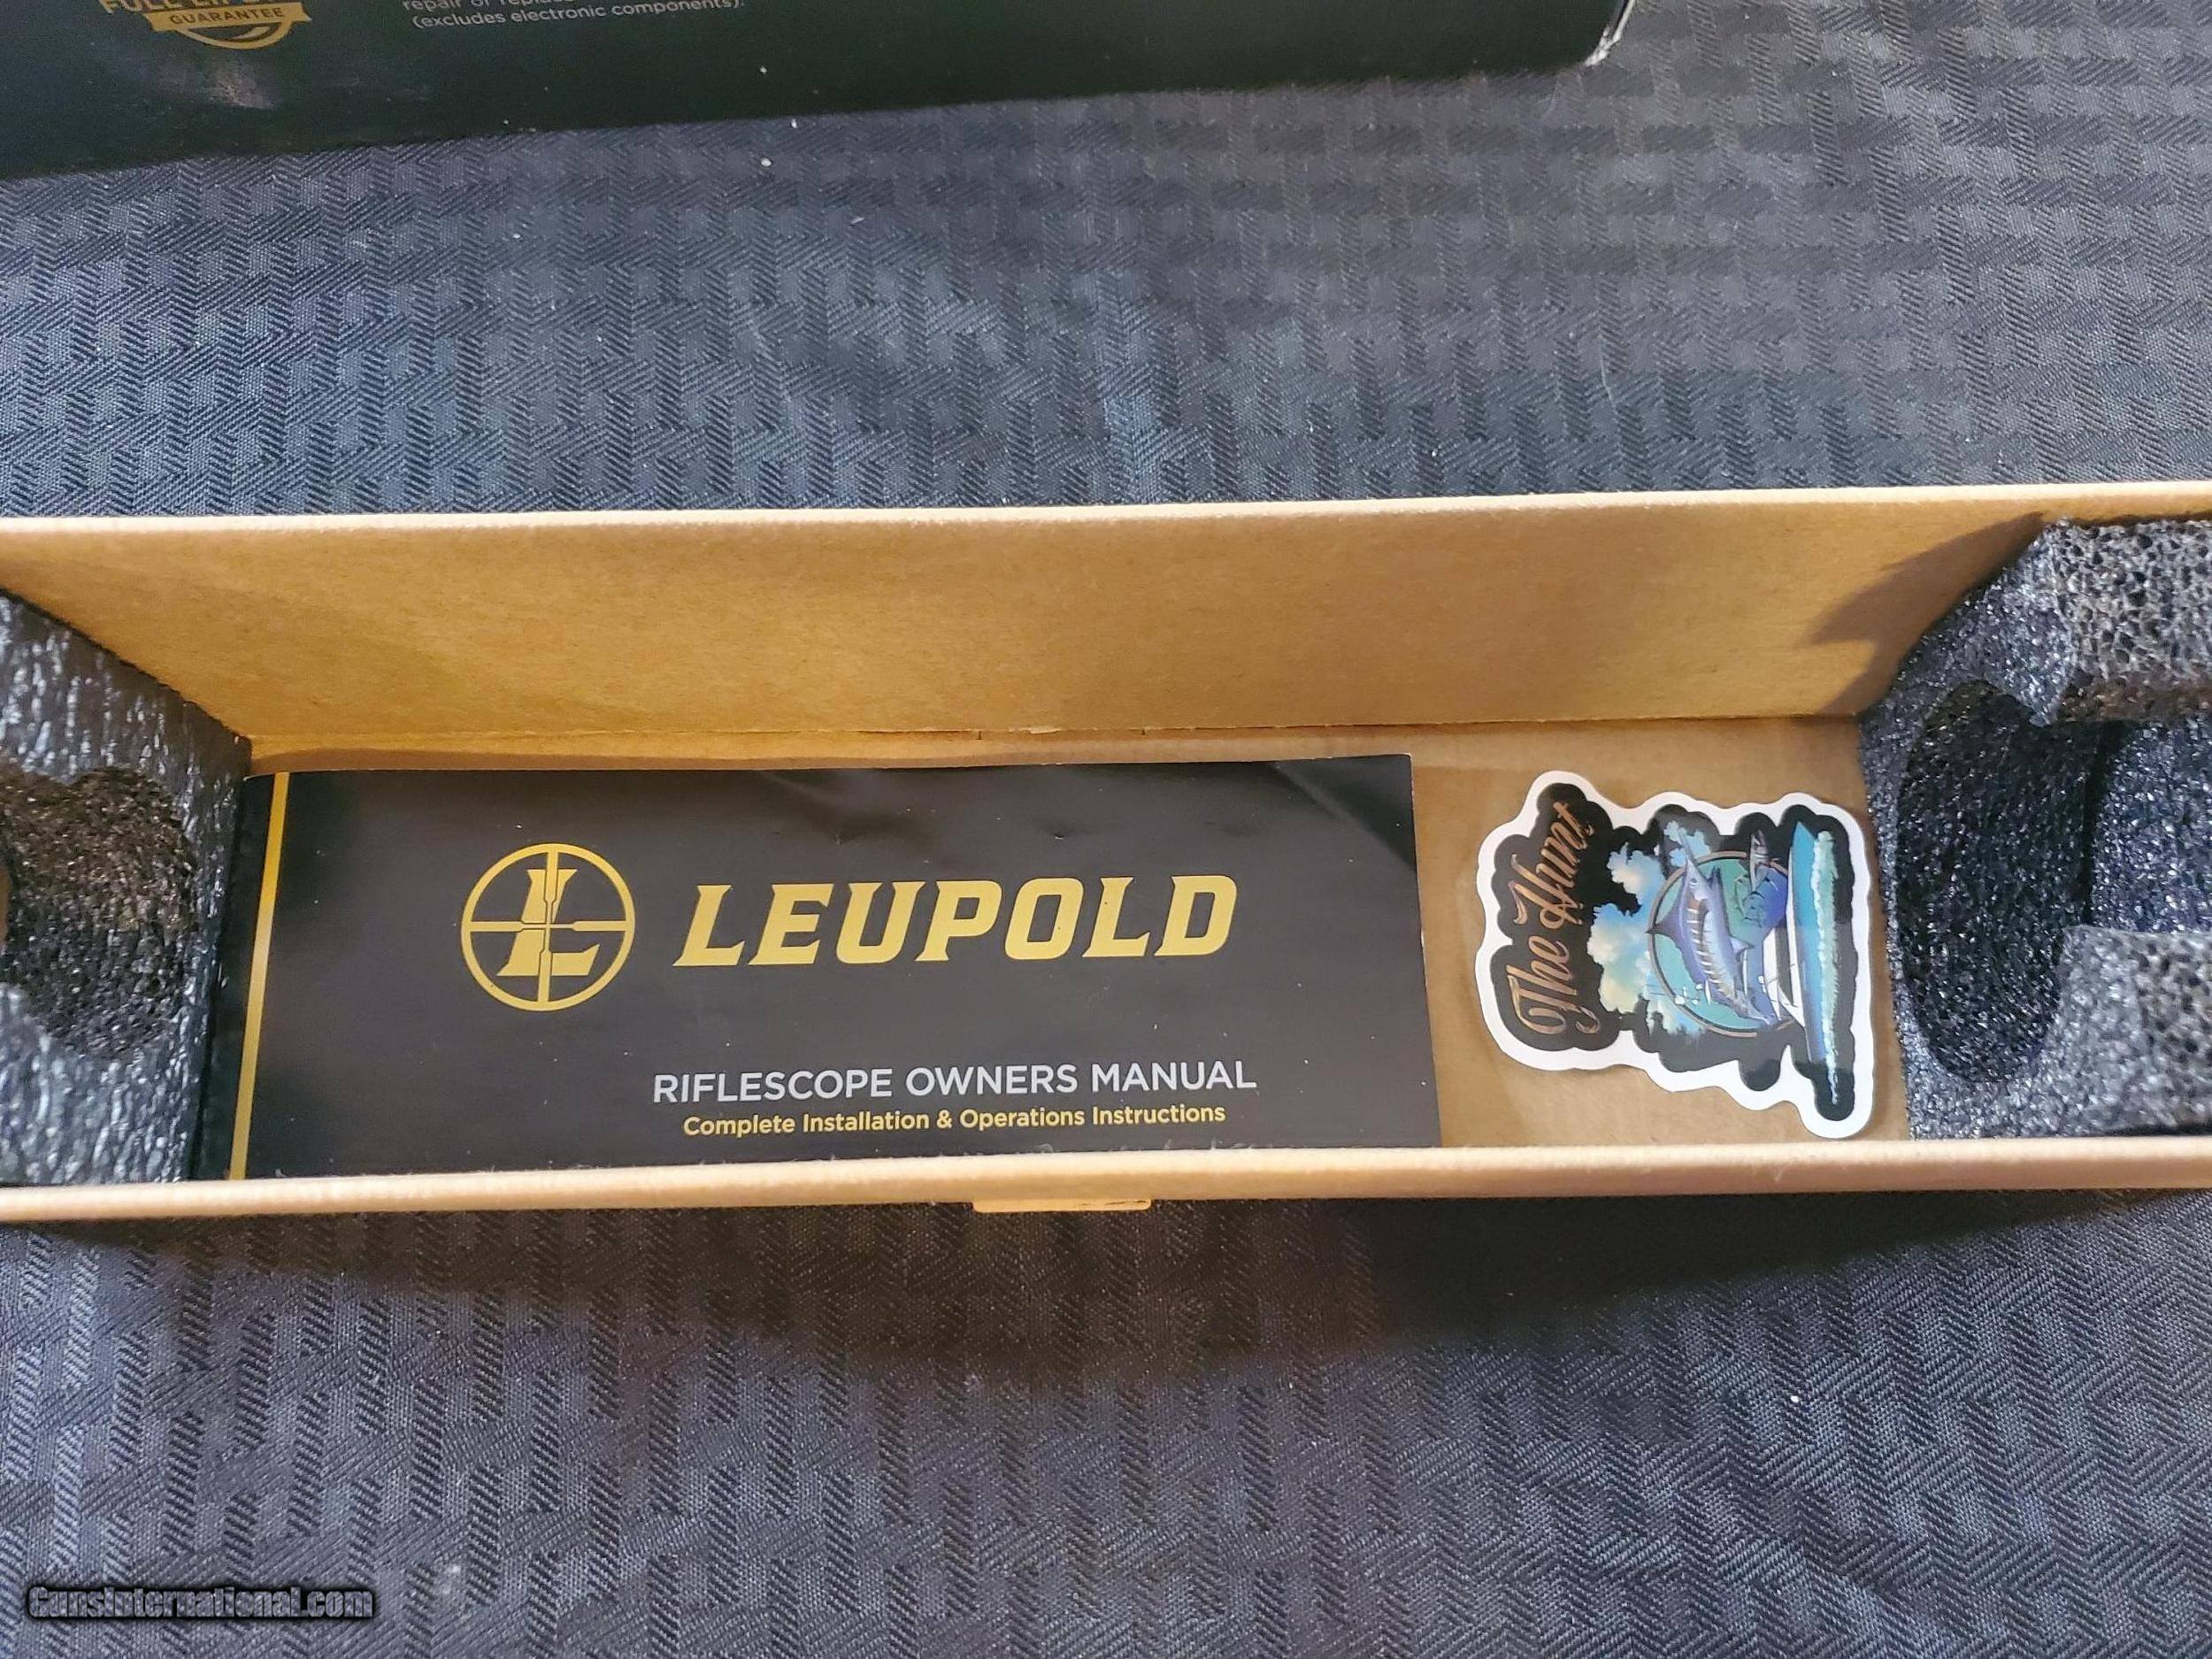 GUARANTEE
(excludes electronic components).
L LEUPOLD
RIFLESCOPE OWNERS MANUAL
Complete Installation & Operations Instructions
The Hunt
GunsInternational.com